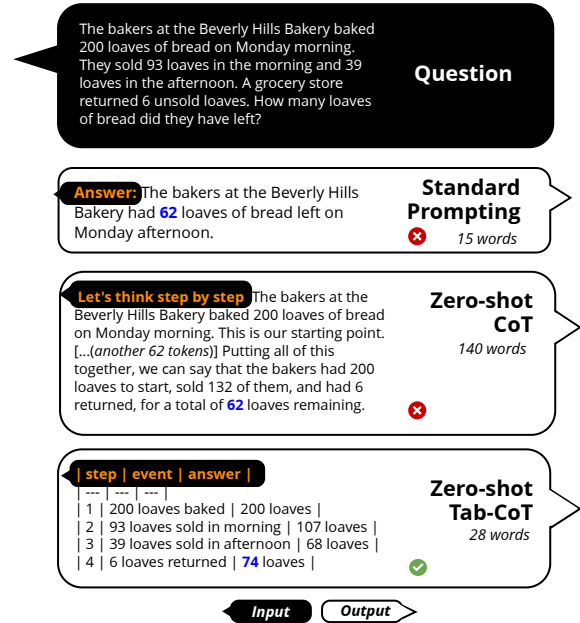 The bakers at the Beverly Hills Bakery baked
200 loaves of bread on Monday morning.
They sold 93 loaves in the morning and 39
loaves in the afternoon. A grocery store
returned 6 unsold loaves. How many loaves
of bread did they have left?
Question
Answer: The bakers at the Beverly Hills
Bakery had 62 loaves of bread left on
Monday afternoon.
Standard
Prompting
15 words
Let's think step by step The bakers at the
Beverly Hills Bakery baked 200 loaves of bread
on Monday morning. This is our starting point.
[...(another 62 tokens)] Putting all of this
together, we can say that the bakers had 200
loaves to start, sold 132 of them, and had 6
returned, for a total of 62 loaves remaining.
Zero-shot
CoT
140 words
| step | event | answer |
| --- | --- | --- |
| 1 | 200 loaves baked | 200 loaves |
| 2 | 93 loaves sold in morning | 107 loaves |
| 3 | 39 loaves sold in afternoon | 68 loaves |
| 4 | 6 loaves returned | 74 loaves |
Zero-shot
Tab-CoT
28 words
Input
Output